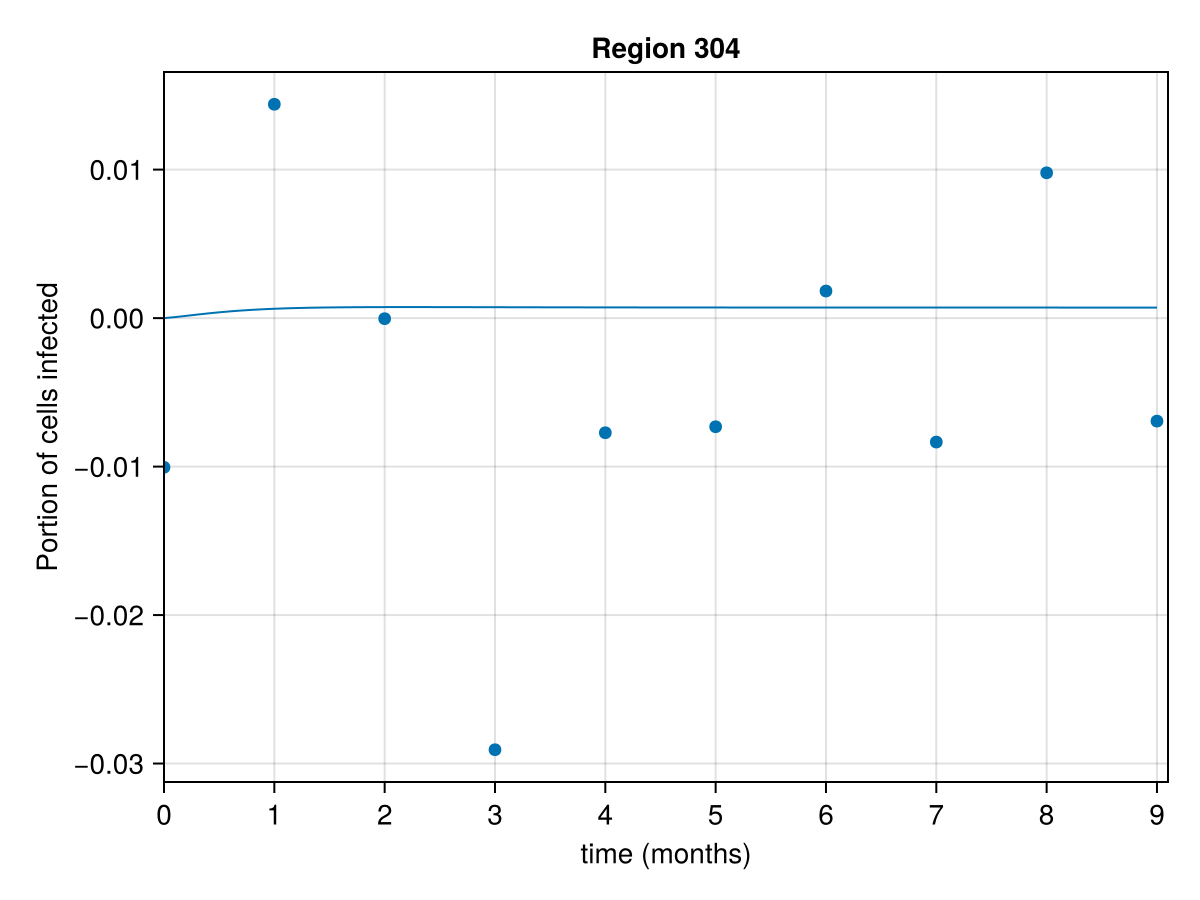 Region 304
Portion of cells infected
0.01
0.00
−0.01
−0.02
−0.03
0 1 2 3 4 5 6 7 8 9
time (months)